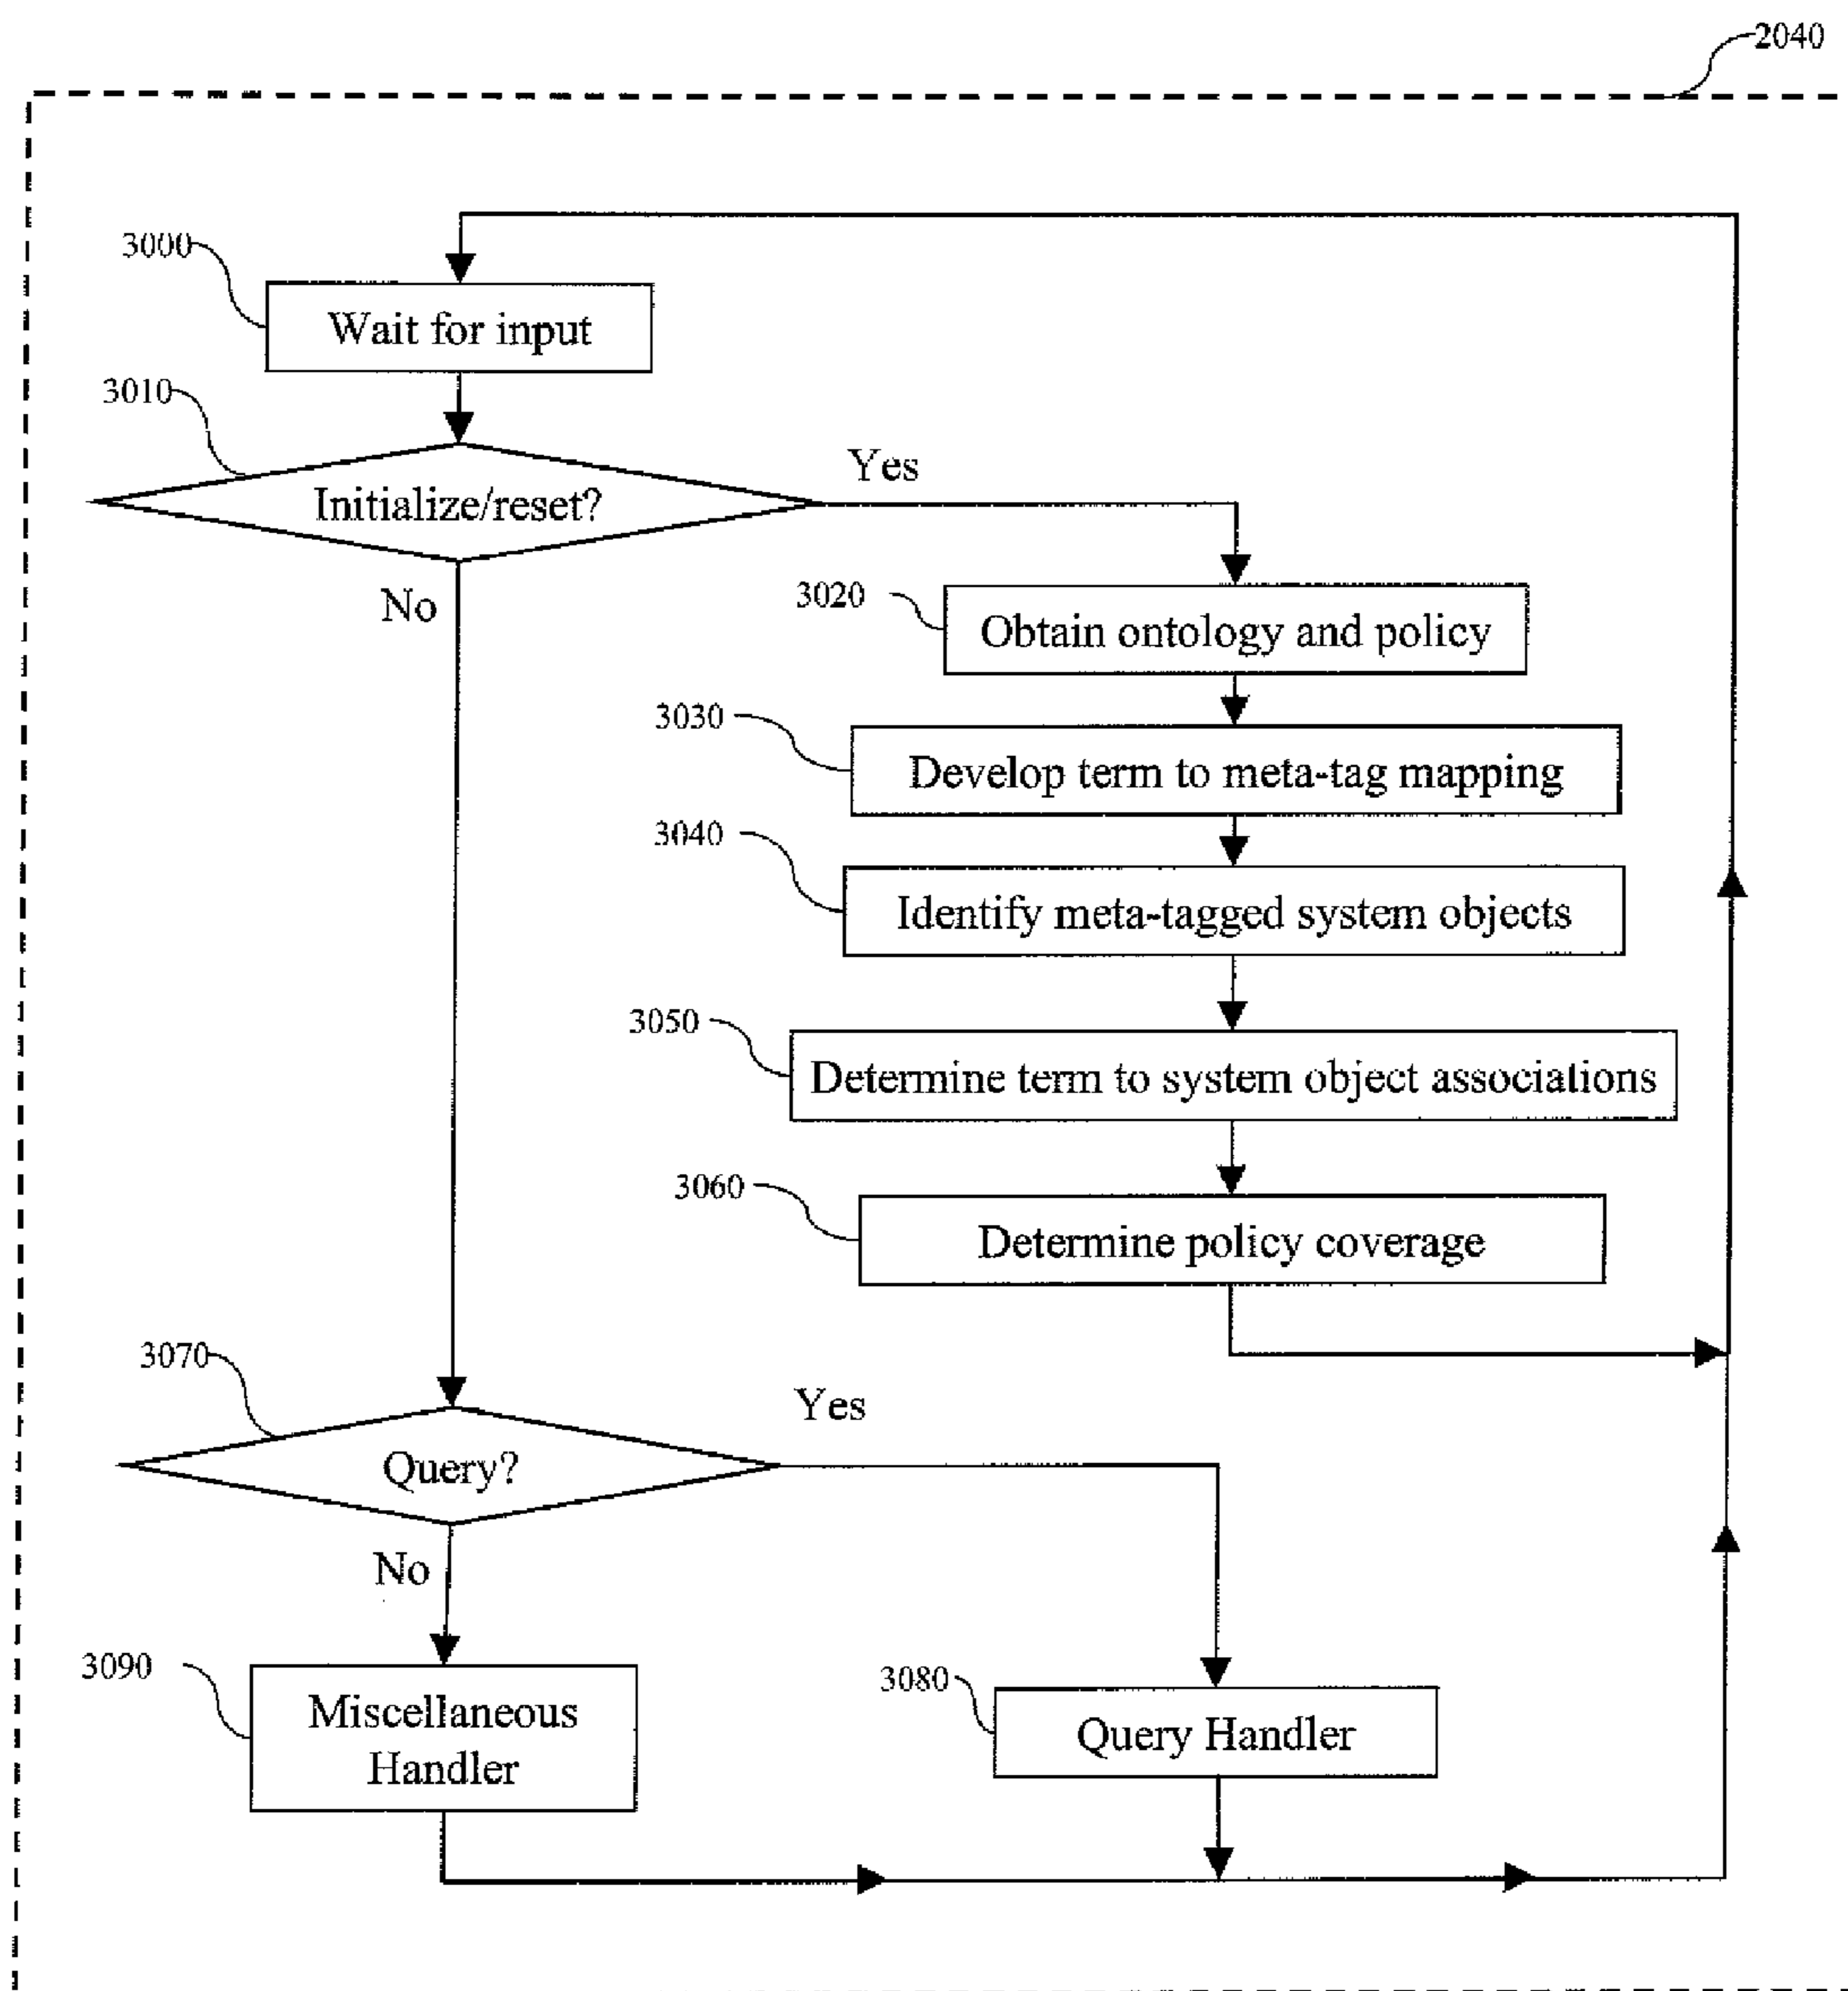 2040
3000
Wait for input
3010
Initialize/reset?
Yes
No
3020
Obtain ontology and policy
3030
Develop term to meta-tag mapping
3040
Identify meta-tagged system objects
3050
Determine term to system object associations
3060
Determine policy coverage
3070
Query?
Yes
No
3090
Miscellaneous
Handler
3080
Query Handler